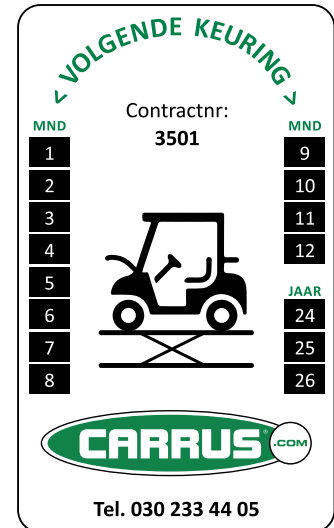 < VOLGENDE KEURING >
Contractnr:
3501
MND
1
2
3
4
5
6
7
8
MND
9
10
11
12
JAAR
24
25
26
CARRUS®.COM
Tel. 030 233 44 05